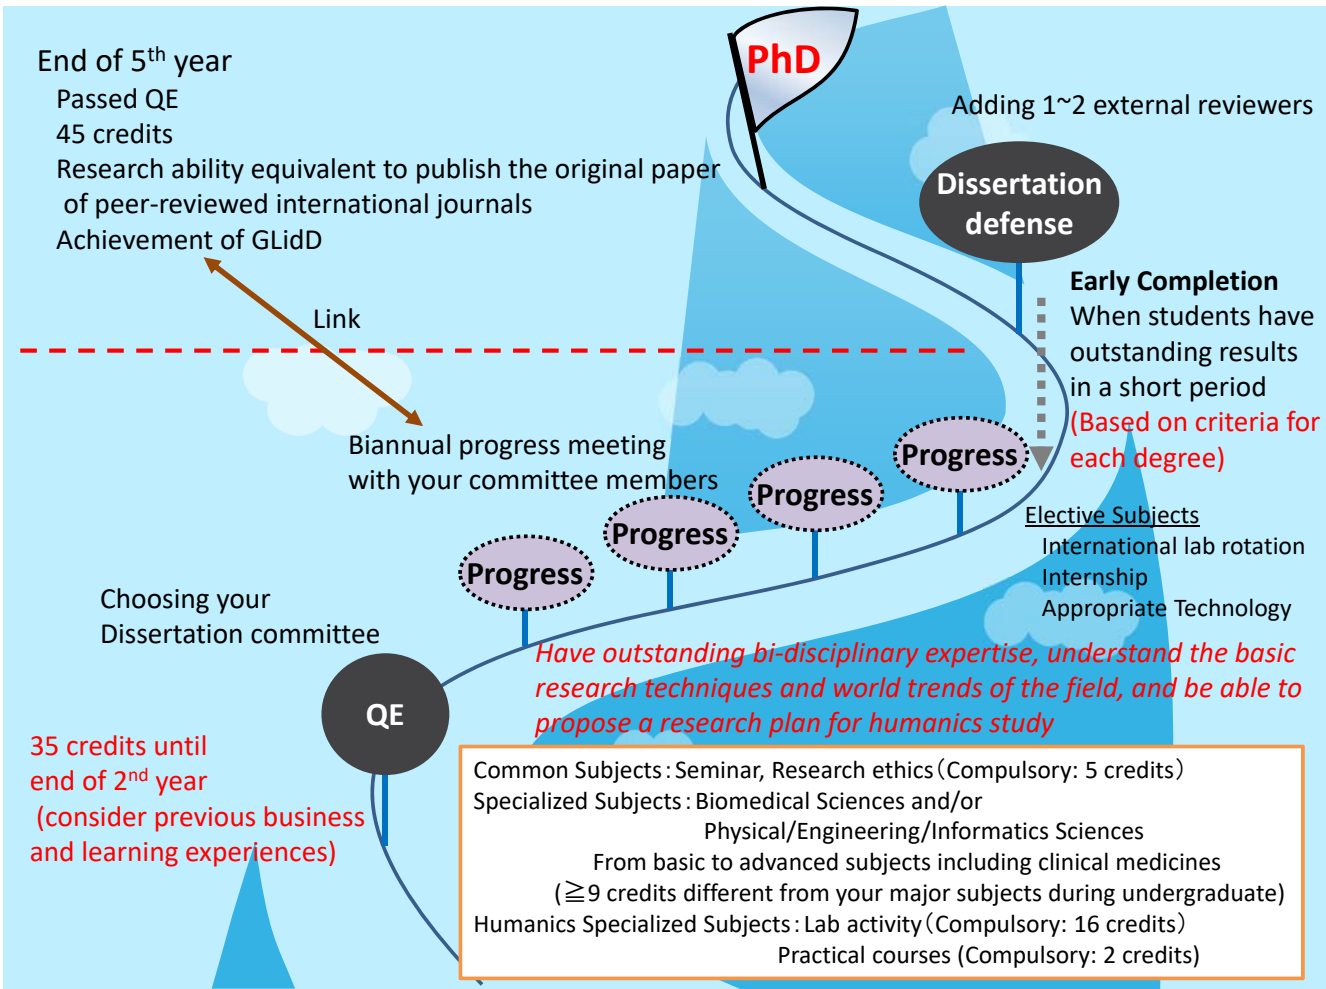 PhD
End of 5th year
Passed QE
45 credits
Research ability equivalent to publish the original paper
of peer-reviewed international journals
Achievement of GLidD
Adding 1~2 external reviewers
Dissertation
defense
Early Completion
When students have
outstanding results
in a short period
(Based on criteria for
each degree)
Link
Biannual progress meeting
with your committee members
Progress
Progress
Progress
Progress
Elective Subjects
International lab rotation
Internship
Appropriate Technology
Choosing your
Dissertation committee
QE
Have outstanding bi-disciplinary expertise, understand the basic
research techniques and world trends of the field, and be able to
propose a research plan for humanics study
35 credits until
end of 2nd year
(consider previous business
and learning experiences)
Common Subjects：Seminar, Research ethics（Compulsory: 5 credits）
Specialized Subjects：Biomedical Sciences and/or
Physical/Engineering/Informatics Sciences
From basic to advanced subjects including clinical medicines
(≧9 credits different from your major subjects during undergraduate)
Humanics Specialized Subjects：Lab activity（Compulsory: 16 credits）
Practical courses (Compulsory: 2 credits)